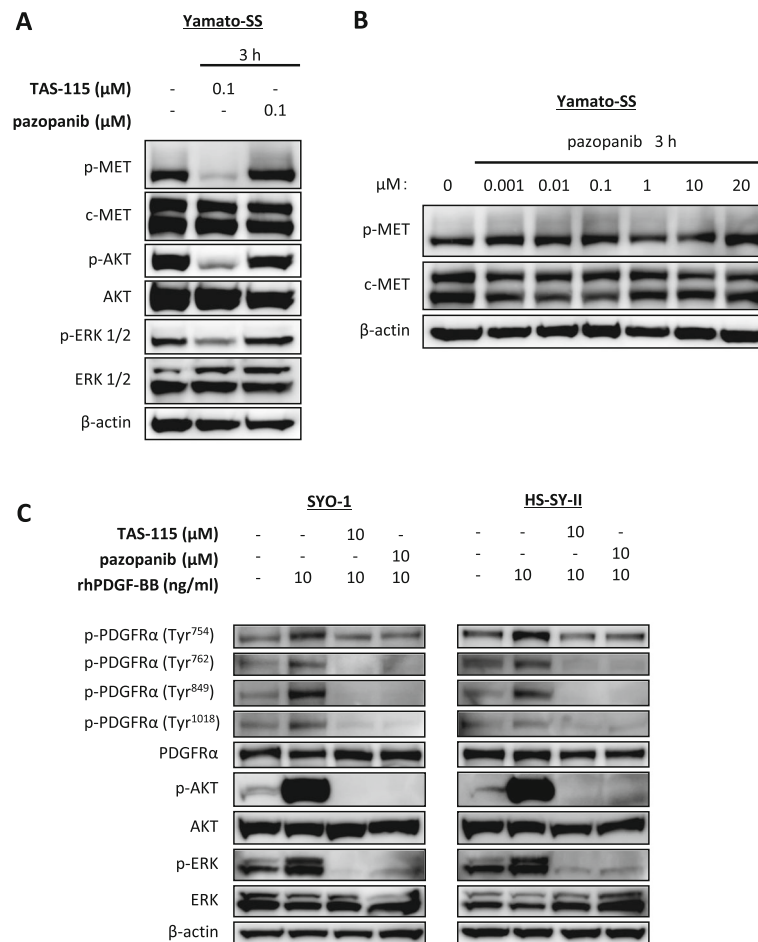 A
Yamato-SS
3 h
TAS-115 (μM) - 0.1 -
pazopanib (μM) - - 0.1
p-MET
c-MET
p-AKT
AKT
p-ERK 1/2
ERK 1/2
β-actin
B
Yamato-SS
pazopanib 3 h
μM : 0 0.001 0.01 0.1 1 10 20
p-MET
c-MET
β-actin
C
SYO-1 HS-SY-II
TAS-115 (μM) - - 10 - - - 10 -
pazopanib (μM) - - - 10 - - - 10
rhPDGF-BB (ng/ml) - 10 10 10 - 10 10 10
p-PDGFRα (Tyr⁷⁵⁴)
p-PDGFRα (Tyr⁷⁶²)
p-PDGFRα (Tyr⁸⁴⁹)
p-PDGFRα (Tyr¹⁰¹⁸)
PDGFRα
p-AKT
AKT
p-ERK
ERK
β-actin